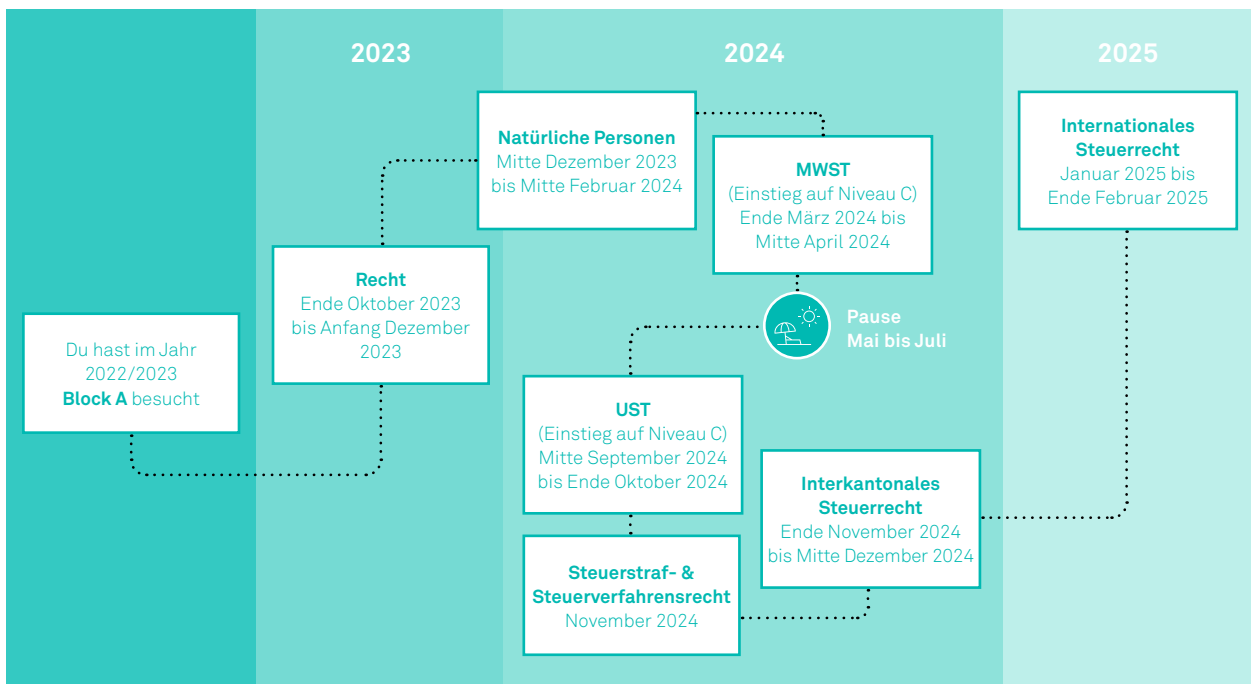 2023
2024
2025
Du hast im Jahr
2022/2023
Block A besucht
Recht
Ende Oktober 2023
bis Anfang Dezember
2023
Natürliche Personen
Mitte Dezember 2023
bis Mitte Februar 2024
MWST
(Einstieg auf Niveau C)
Ende März 2024 bis
Mitte April 2024
Pause
Mai bis Juli
UST
(Einstieg auf Niveau C)
Mitte September 2024
bis Ende Oktober 2024
Steuerstraf- &
Steuerverfahrensrecht
November 2024
Interkantonales
Steuerrecht
Ende November 2024
bis Mitte Dezember 2024
Internationales
Steuerrecht
Januar 2025 bis
Ende Februar 2025